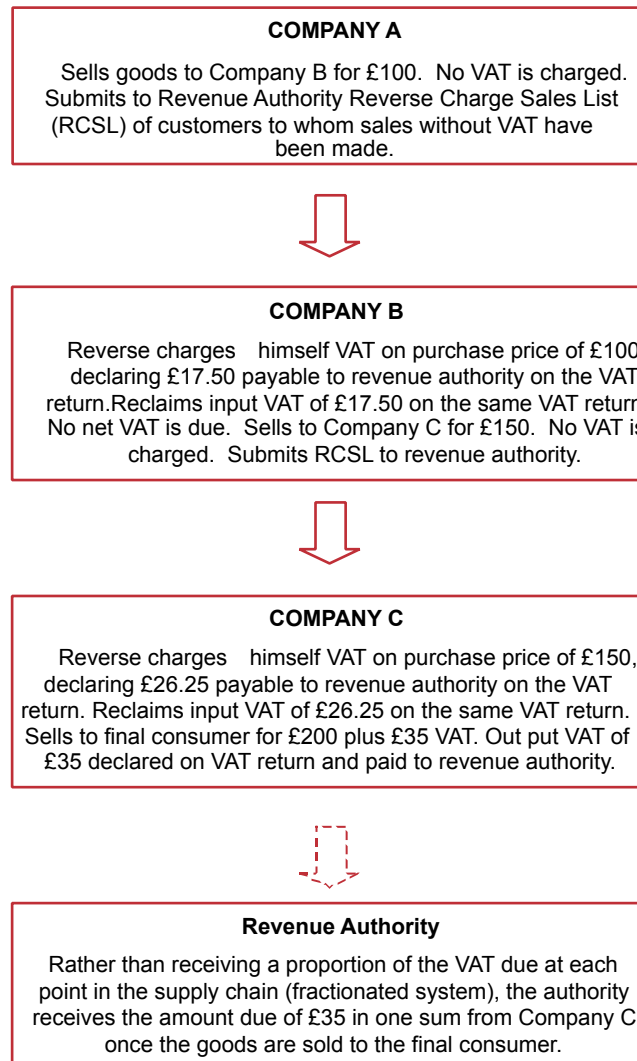 COMPANY A
Sells goods to Company B for £100. No VAT is charged.
Submits to Revenue Authority Reverse Charge Sales List
(RCSL) of customers to whom sales without VAT have
been made.
COMPANY B
Reverse charges himself VAT on purchase price of £100
declaring £17.50 payable to revenue authority on the VAT
return.Reclaims input VAT of £17.50 on the same VAT return
No net VAT is due. Sells to Company C for £150. No VAT is
charged. Submits RCSL to revenue authority.
COMPANY C
Reverse charges himself VAT on purchase price of £150,
declaring £26.25 payable to revenue authority on the VAT
return. Reclaims input VAT of £26.25 on the same VAT return.
Sells to final consumer for £200 plus £35 VAT. Out put VAT of
£35 declared on VAT return and paid to revenue authority.
Revenue Authority
Rather than receiving a proportion of the VAT due at each
point in the supply chain (fractionated system), the authority
receives the amount due of £35 in one sum from Company C
once the goods are sold to the final consumer.